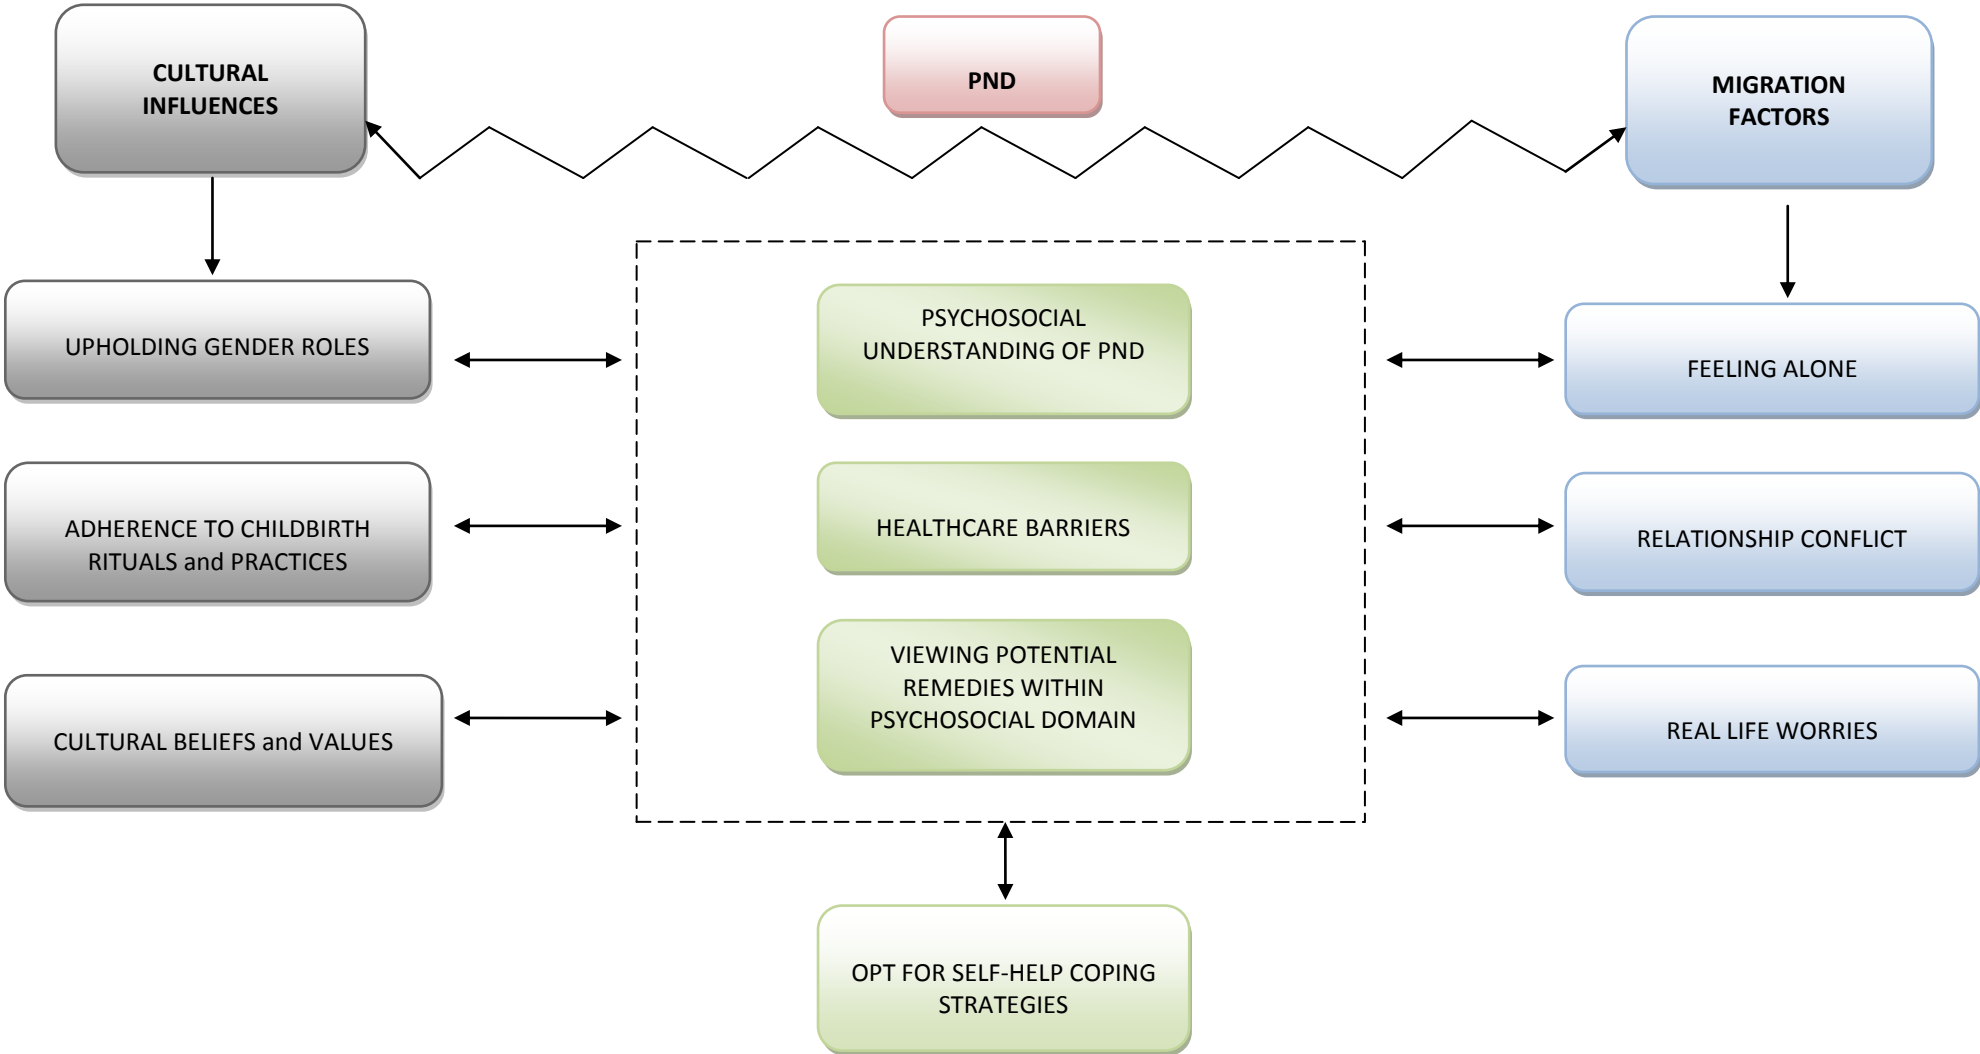 CULTURAL
INFLUENCES
PND
MIGRATION
FACTORS
UPHOLDING GENDER ROLES
PSYCHOSOCIAL
UNDERSTANDING OF PND
FEELING ALONE
ADHERENCE TO CHILDBIRTH
RITUALS and PRACTICES
HEALTHCARE BARRIERS
RELATIONSHIP CONFLICT
CULTURAL BELIEFS and VALUES
VIEWING POTENTIAL
REMEDIES WITHIN
PSYCHOSOCIAL DOMAIN
REAL LIFE WORRIES
OPT FOR SELF-HELP COPING
STRATEGIES